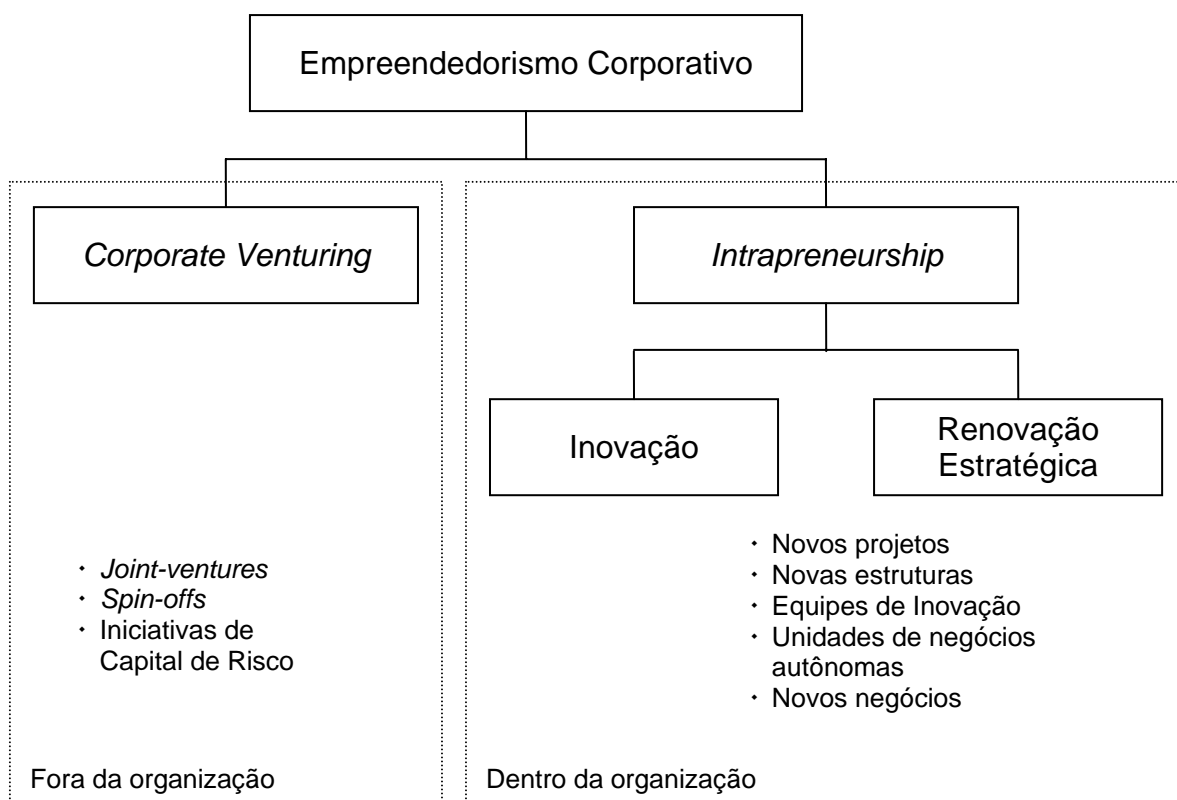 Empreendedorismo Corporativo
Corporate Venturing
Intrapreneurship
Inovação
Renovação
Estratégica
· Joint-ventures
· Spin-offs
· Iniciativas de
Capital de Risco
· Novos projetos
· Novas estruturas
· Equipes de Inovação
· Unidades de negócios
autônomas
· Novos negócios
Fora da organização
Dentro da organização